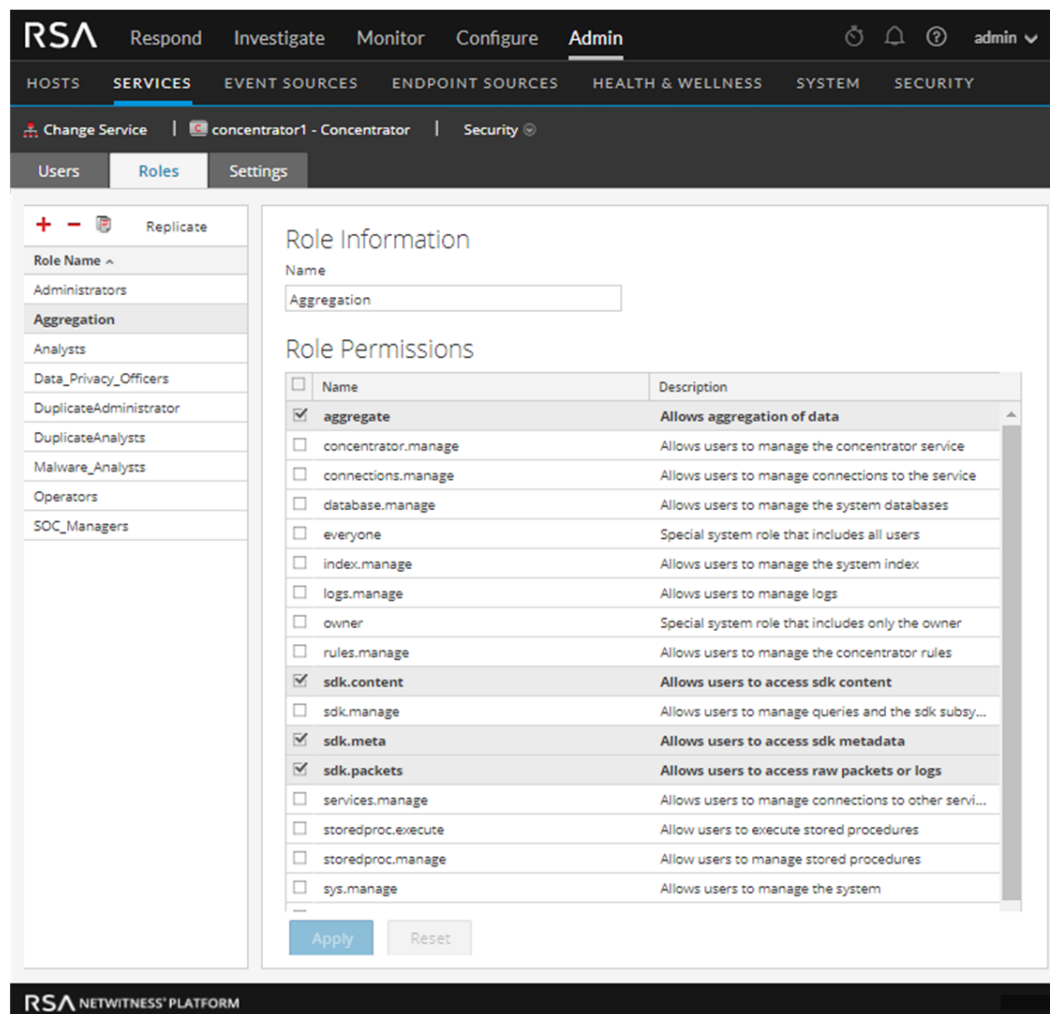 RSA Respond Investigate Monitor Configure Admin admin
HOSTS SERVICES EVENT SOURCES ENDPOINT SOURCES HEALTH & WELLNESS SYSTEM SECURITY
Change Service | C concentrator1 - Concentrator | Security
Users Roles Settings
Replicate
Role Name
Administrators
Aggregation
Analysts
Data_Privacy_Officers
DuplicateAdministrator
DuplicateAnalysts
Malware_Analysts
Operators
SOC_Managers
Role Information
Name
Aggregation
Role Permissions
Name Description
aggregate Allows aggregation of data
concentrator.manage Allows users to manage the concentrator service
connections.manage Allows users to manage connections to the service
database.manage Allows users to manage the system databases
everyone Special system role that includes all users
index.manage Allows users to manage the system index
logs.manage Allows users to manage logs
owner Special system role that includes only the owner
rules.manage Allows users to manage the concentrator rules
sdk.content Allows users to access sdk content
sdk.manage Allows users to manage queries and the sdk subsy...
sdk.meta Allows users to access sdk metadata
sdk.packets Allows users to access raw packets or logs
services.manage Allows users to manage connections to other servi...
storedproc.execute Allow users to execute stored procedures
storedproc.manage Allow users to manage stored procedures
sys.manage Allows users to manage the system
Apply Reset
RSA NETWITNESS® PLATFORM